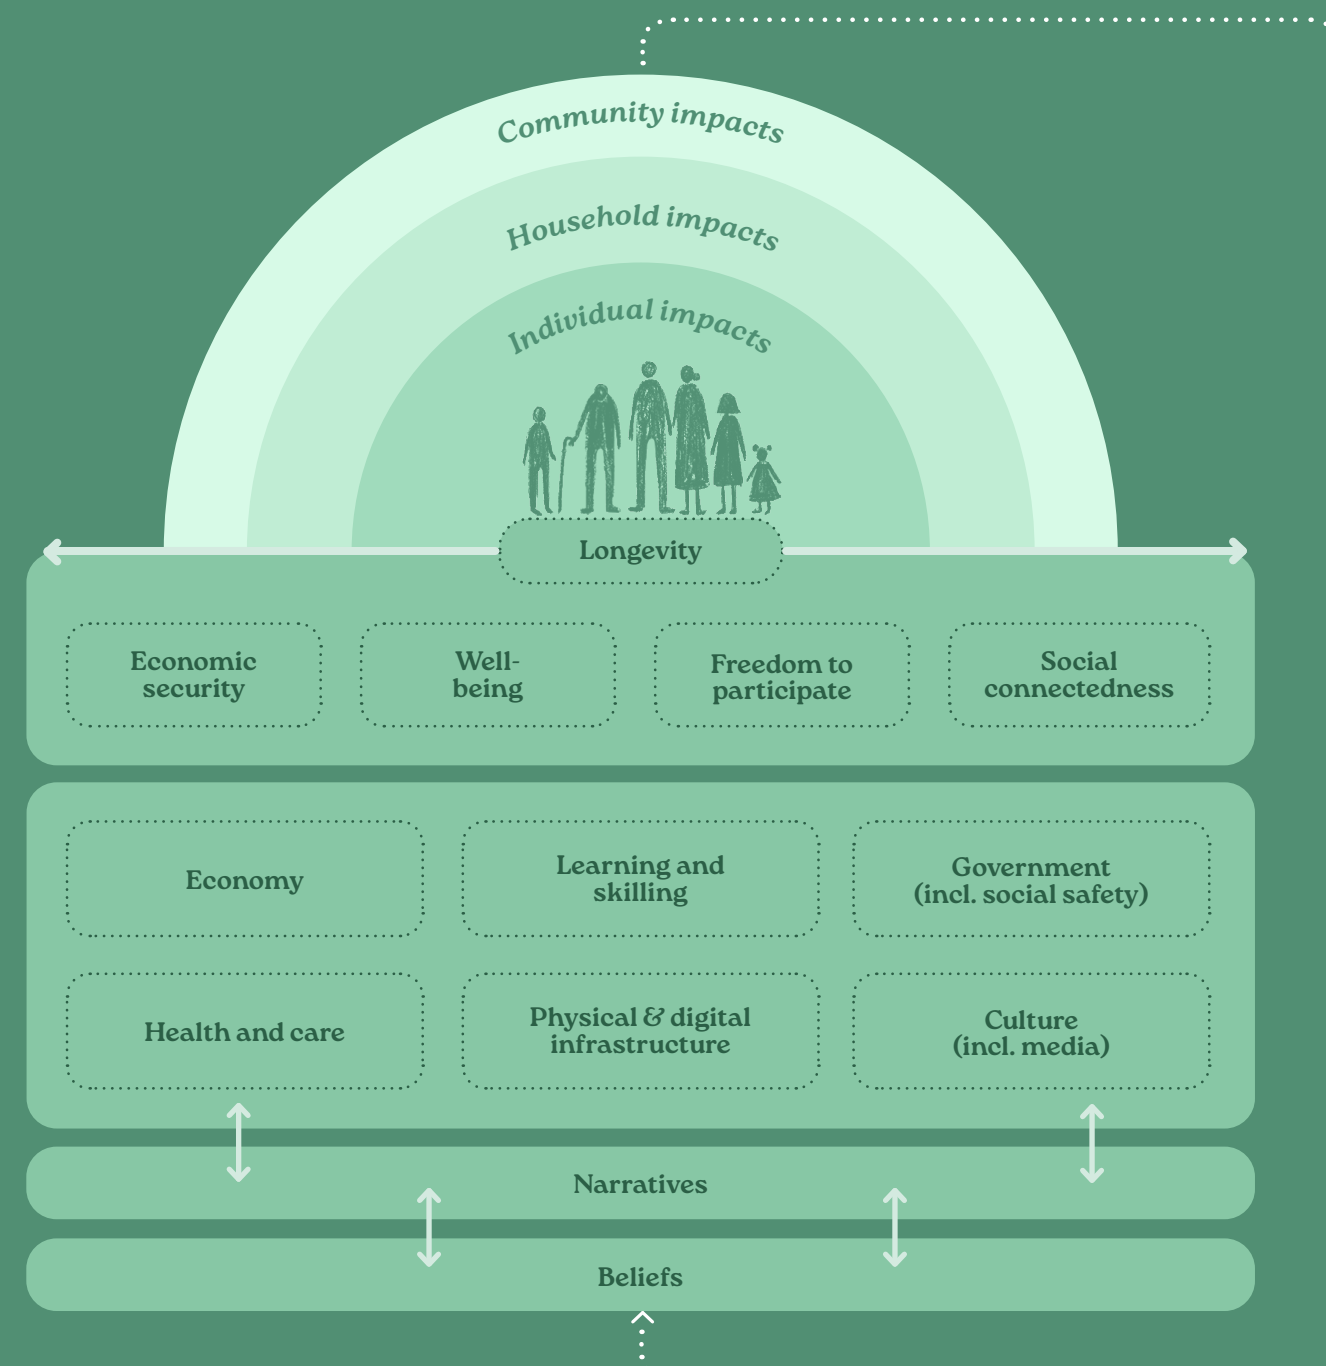 Community impacts
Household impacts
Individual impacts
Longevity
Economic
security
Well-
being
Freedom to
participate
Social
connectedness
Economy
Learning and
skilling
Government
(incl. social safety)
Health and care
Physical & digital
infrastructure
Culture
(incl. media)
Narratives
Beliefs